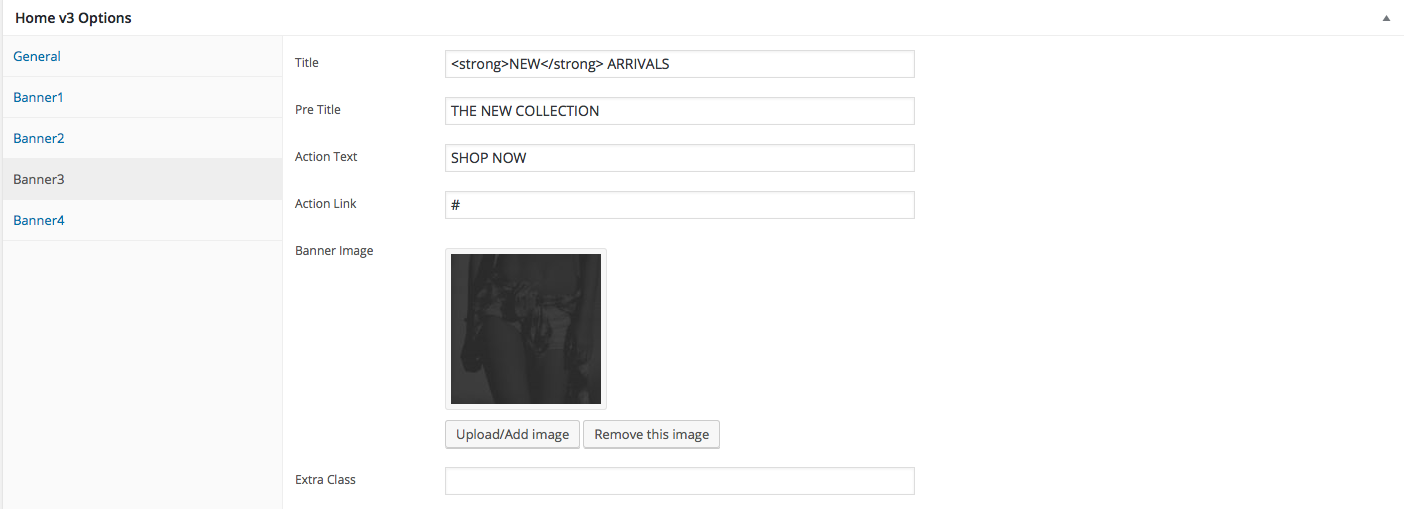 Home v3 Options
General
Banner1
Banner2
Banner3
Banner4
Title
<strong>NEW</strong> ARRIVALS
Pre Title
THE NEW COLLECTION
Action Text
SHOP NOW
Action Link
#
Banner Image
Upload/Add image
Remove this image
Extra Class